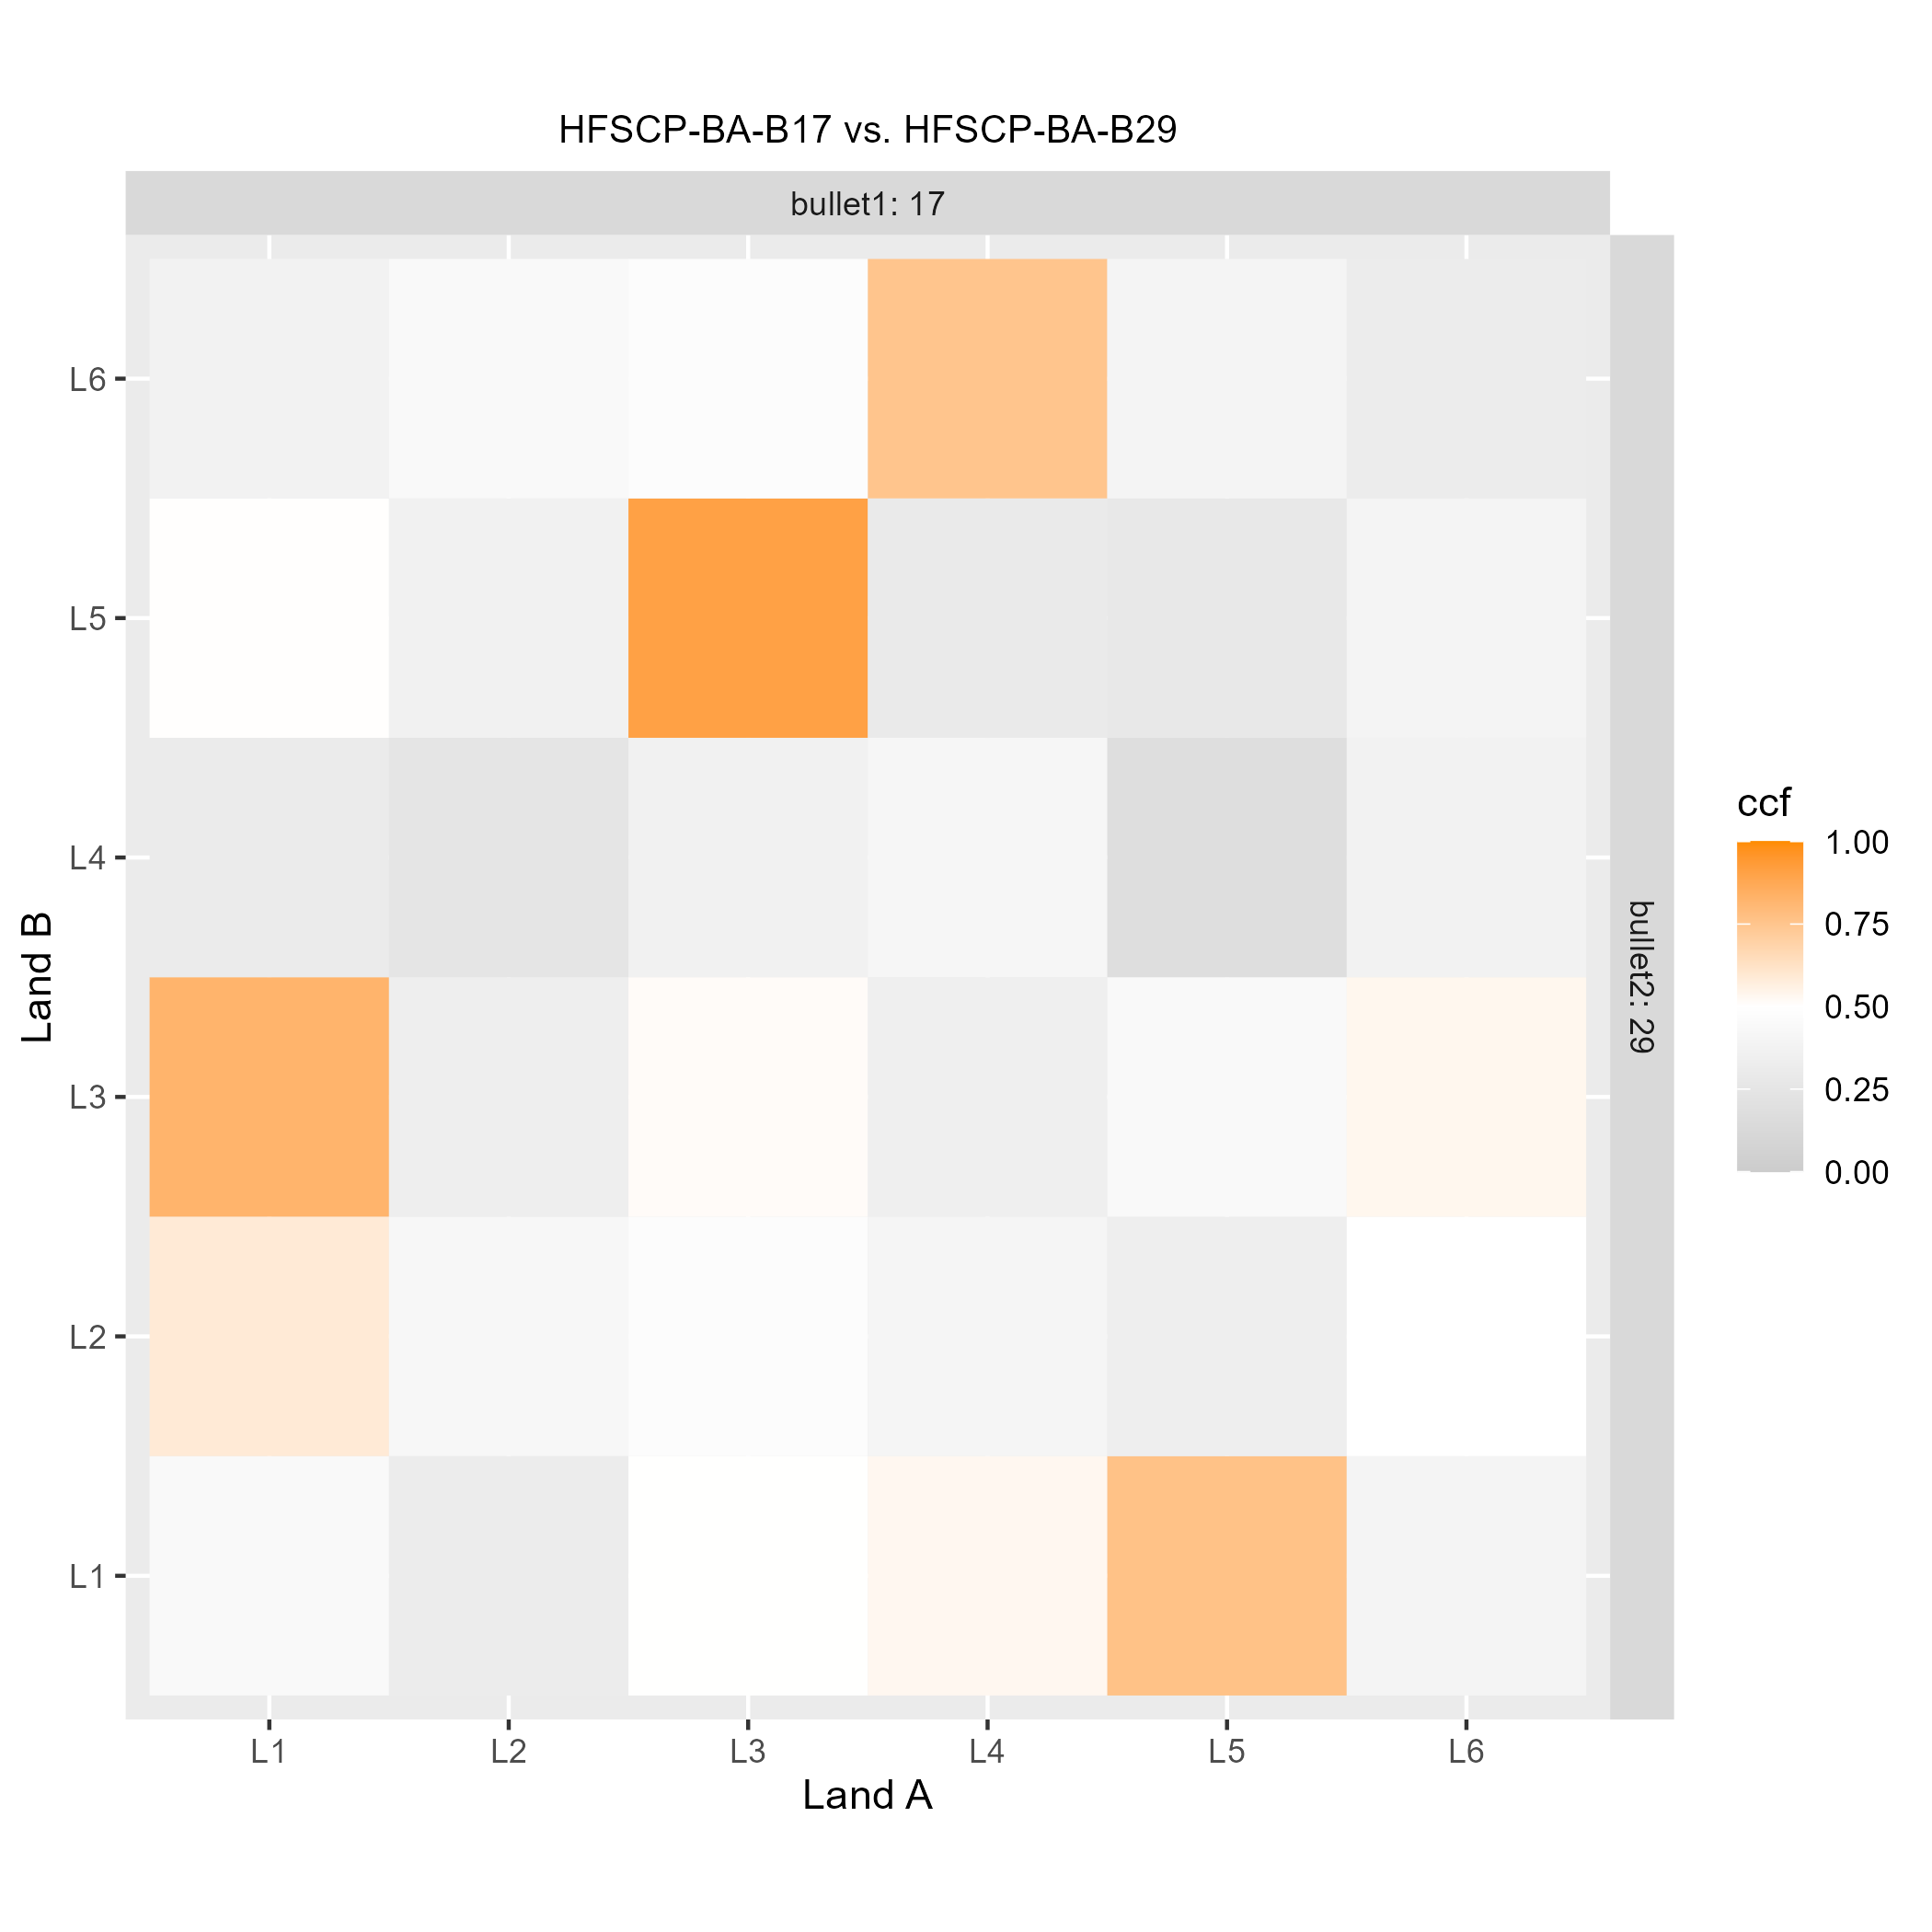 HFSCP-BA-B17 vs. HFSCP-BA-B29
bullet1: 17
L6
L5
L4
L3
L2
L1
Land B
bullet2: 29
L1 L2 L3 L4 L5 L6
Land A
ccf
1.00
0.75
0.50
0.25
0.00